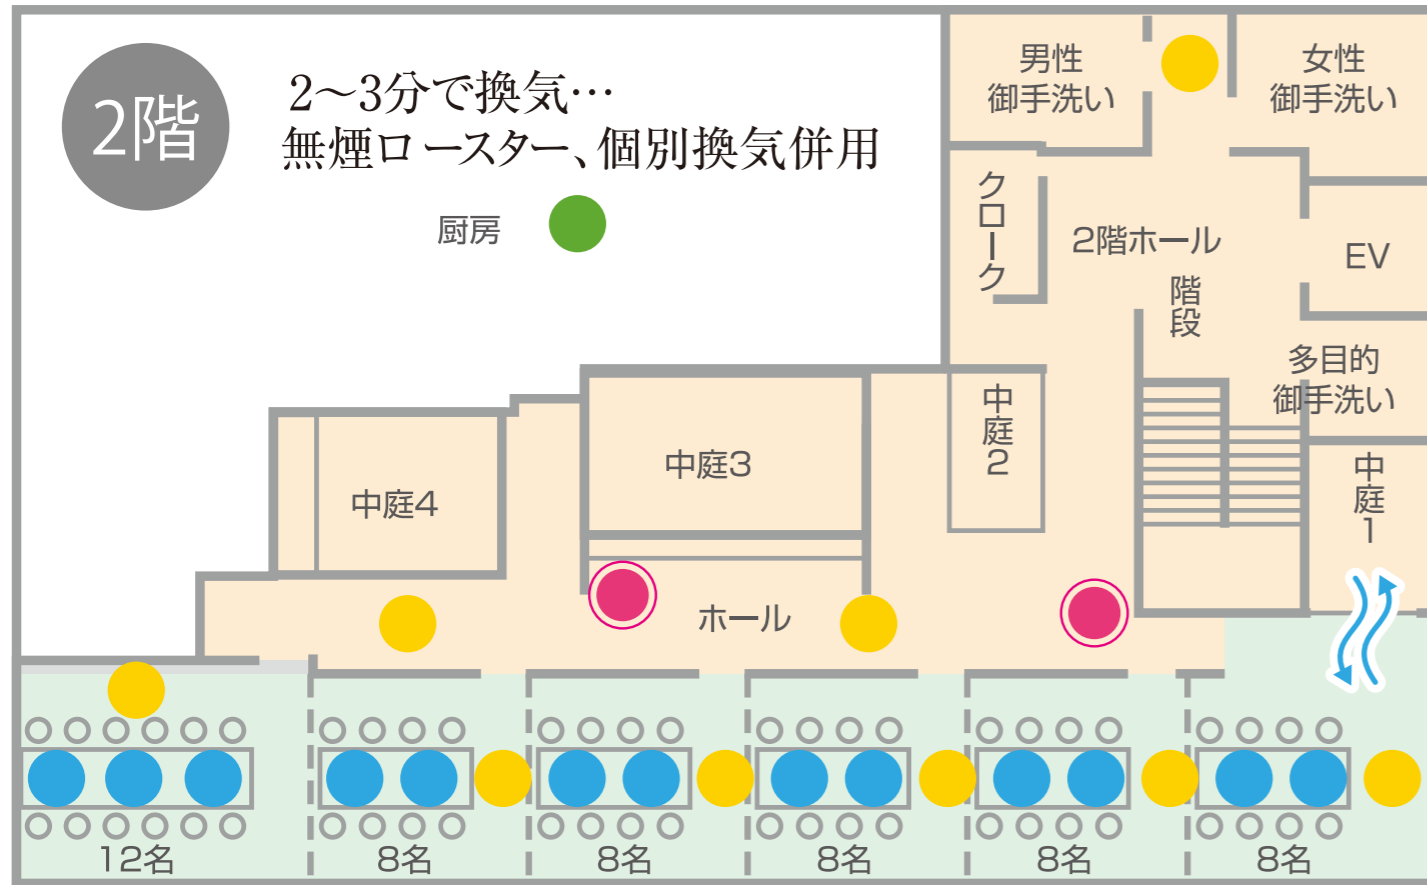 2階
2～3分で換気…
無煙ロースター、個別換気併用
厨房
男性
御手洗い
女性
御手洗い
クローク
2階ホール
階段
EV
多目的
御手洗い
中庭2
中庭1
中庭3
中庭4
ホール
12名
8名
8名
8名
8名
8名